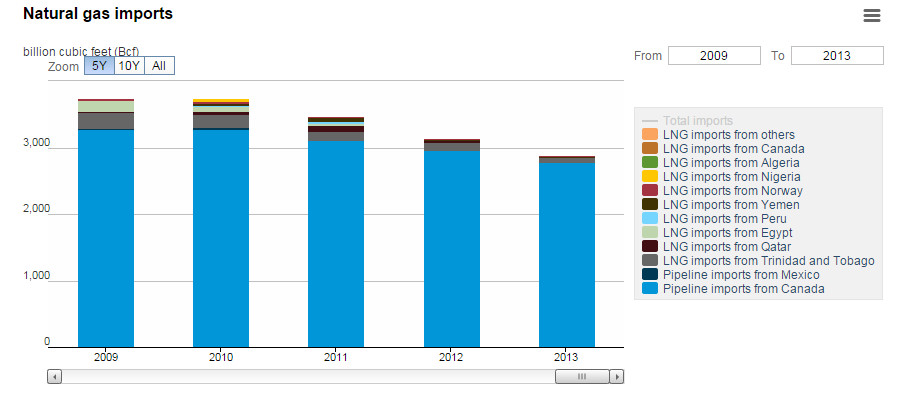 Natural gas imports
billion cubic feet (Bcf)
Zoom 5Y 10Y All
From 2009 To 2013
3,000
2,000
1,000
0
2009 2010 2011 2012 2013
Total imports
LNG imports from others
LNG imports from Canada
LNG imports from Algeria
LNG imports from Nigeria
LNG imports from Norway
LNG imports from Yemen
LNG imports from Peru
LNG imports from Egypt
LNG imports from Qatar
LNG imports from Trinidad and Tobago
Pipeline imports from Mexico
Pipeline imports from Canada